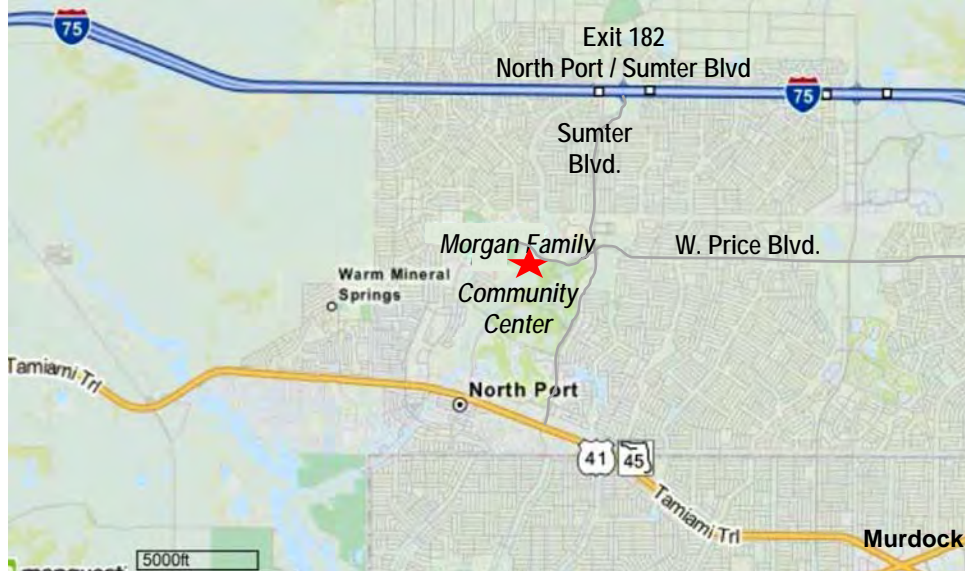 75
Exit 182
North Port / Sumter Blvd
75
Sumter
Blvd.
Morgan Family
W. Price Blvd.
Warm Mineral
Springs
Community
Center
Tamiami Trl
North Port
41
45
Tamiami Trl
Murdock
5000ft